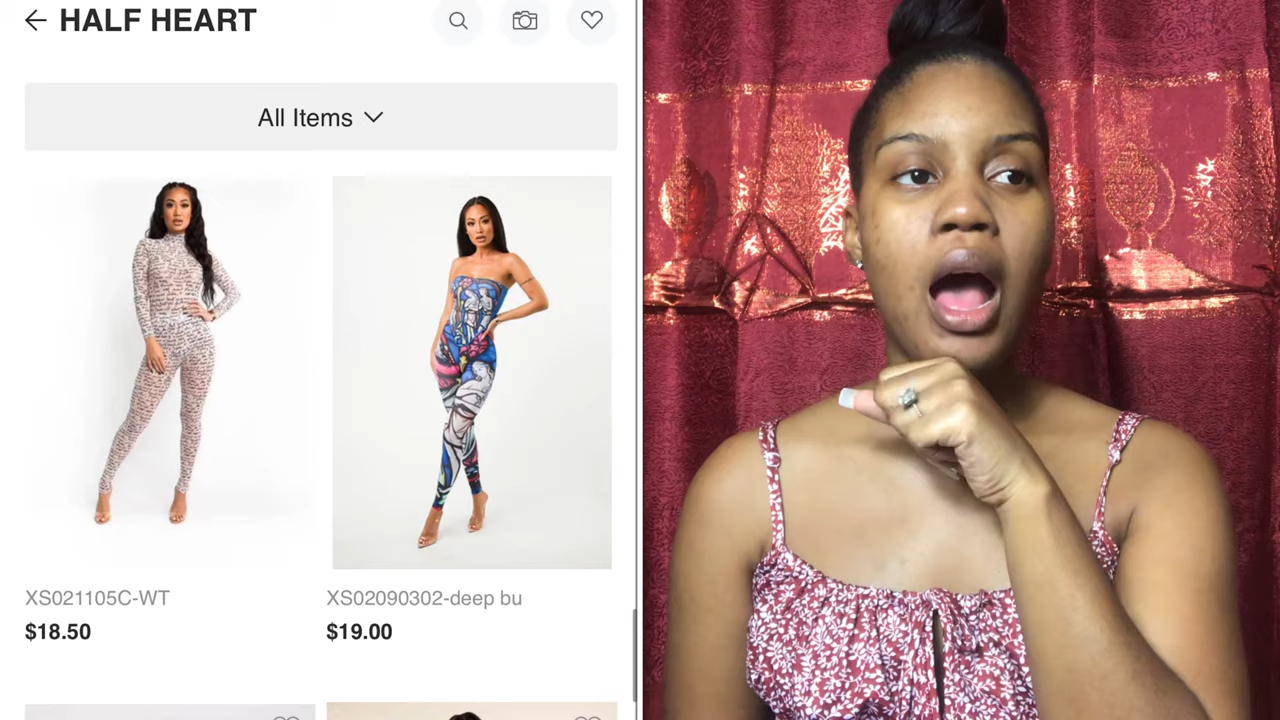 HALF HEART
All Items
XS021105C-WT
$18.50
XS02090302-deep bu
$19.00